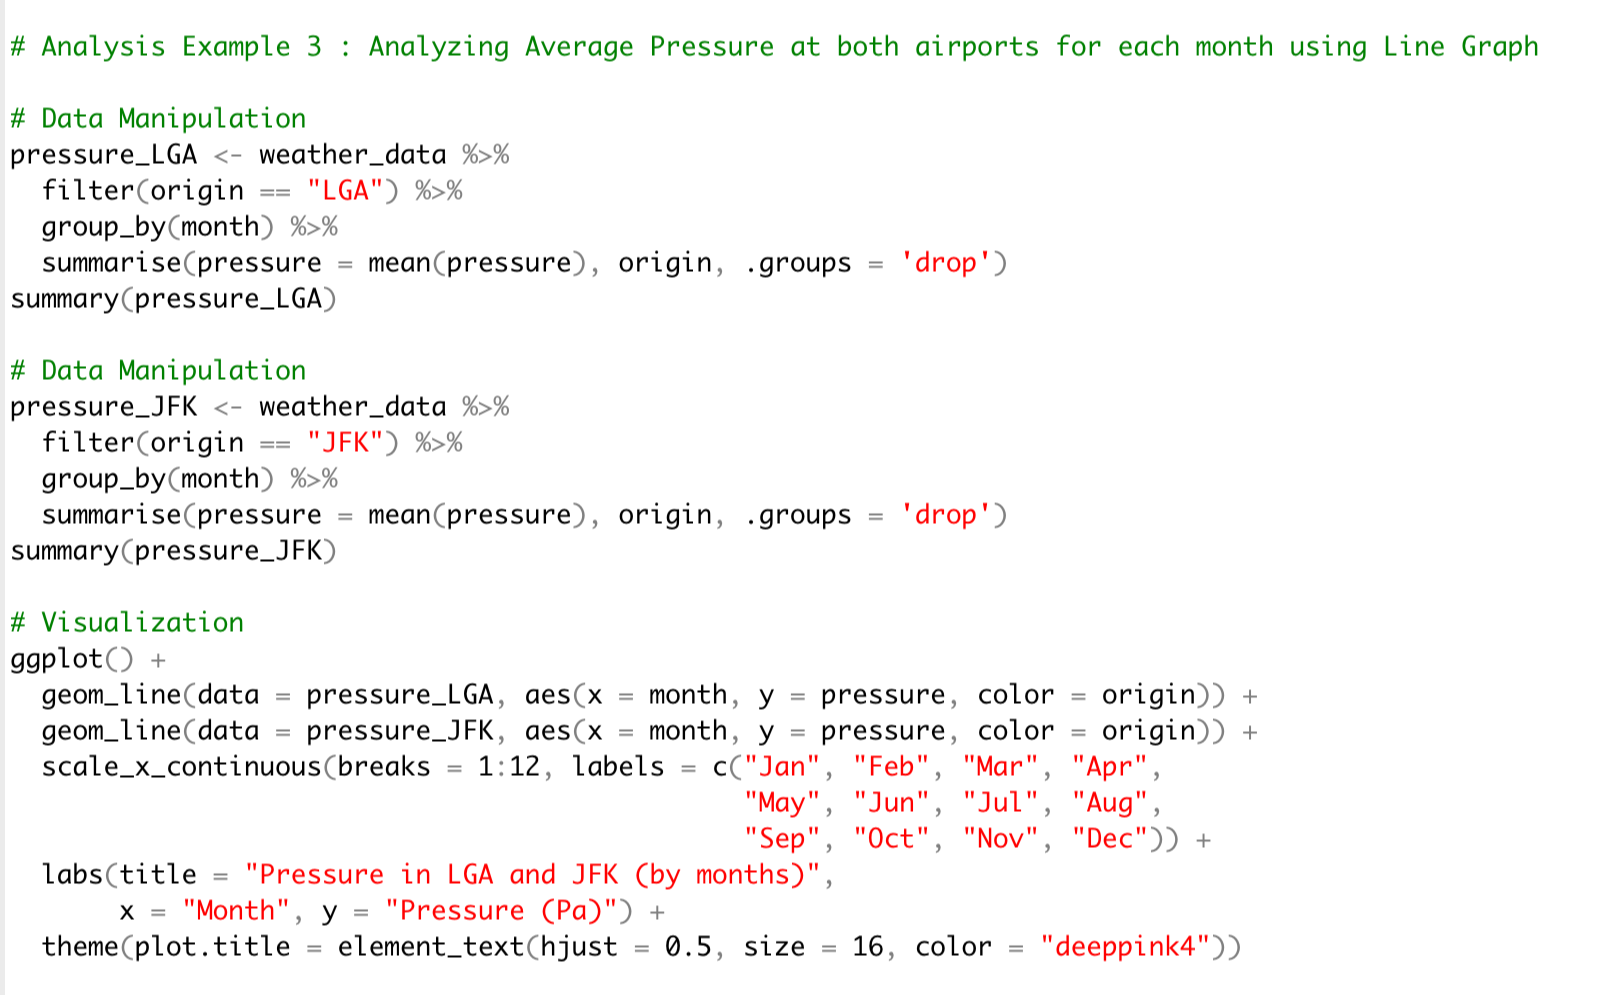 # Analysis Example 3 : Analyzing Average Pressure at both airports for each month using Line Graph

# Data Manipulation
pressure_LGA <- weather_data %>%
  filter(origin == "LGA") %>%
  group_by(month) %>%
  summarise(pressure = mean(pressure), origin, .groups = 'drop')
summary(pressure_LGA)

# Data Manipulation
pressure_JFK <- weather_data %>%
  filter(origin == "JFK") %>%
  group_by(month) %>%
  summarise(pressure = mean(pressure), origin, .groups = 'drop')
summary(pressure_JFK)

# Visualization
ggplot() +
  geom_line(data = pressure_LGA, aes(x = month, y = pressure, color = origin)) +
  geom_line(data = pressure_JFK, aes(x = month, y = pressure, color = origin)) +
  scale_x_continuous(breaks = 1:12, labels = c("Jan", "Feb", "Mar", "Apr",
                                               "May", "Jun", "Jul", "Aug",
                                               "Sep", "Oct", "Nov", "Dec")) +
  labs(title = "Pressure in LGA and JFK (by months)",
       x = "Month", y = "Pressure (Pa)") +
  theme(plot.title = element_text(hjust = 0.5, size = 16, color = "deeppink4"))